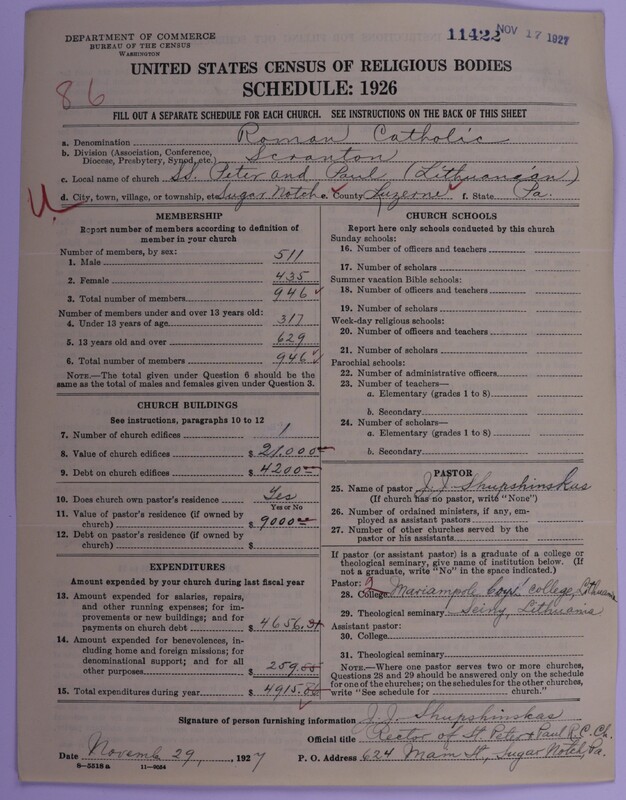 DEPARTMENT OF COMMERCE
BUREAU OF THE CENSUS
WASHINGTON
11422 NOV 17 1927
UNITED STATES CENSUS OF RELIGIOUS BODIES
SCHEDULE: 1926
86
FILL OUT A SEPARATE SCHEDULE FOR EACH CHURCH. SEE INSTRUCTIONS ON THE BACK OF THIS SHEET
a. Denomination Roman Catholic
b. Division (Association, Conference, Diocese, Presbytery, Synod, etc.) Scranton
c. Local name of church SS. Peter and Paul (Lithuanian)
d. City, town, village, or township, etc. Sugar Notch e. County Luzerne f. State Pa.
MEMBERSHIP
Report number of members according to definition of
member in your church
Number of members, by sex:
1. Male 511
2. Female 435
3. Total number of members 946
Number of members under and over 13 years old:
4. Under 13 years of age 317
5. 13 years old and over 629
6. Total number of members 946
NOTE.—The total given under Question 6 should be
same as the total of males and females given under Question 3.
CHURCH BUILDINGS
See instructions, paragraphs 10 to 12
7. Number of church edifices 1
8. Value of church edifices $ 21,000
9. Debt on church edifices $ 4200
10. Does church own pastor's residence Yes
Yes or No
11. Value of pastor's residence (if owned by
church) $ 9000
12. Debt on pastor's residence (if owned by
church) $
EXPENDITURES
Amount expended by your church during last fiscal year
13. Amount expended for salaries, repairs,
and other running expenses; for im-
provements or new buildings; and for
payments on church debt $ 4656.31
14. Amount expended for benevolences,
including home and foreign missions; for
denominational support; and for all
other purposes $ 259.
15. Total expenditures during year $ 4915.
CHURCH SCHOOLS
Report here only schools conducted by this church
Sunday schools:
16. Number of officers and teachers
17. Number of scholars
Summer vacation Bible schools:
18. Number of officers and teachers
19. Number of scholars
Week-day religious schools:
20. Number of officers and teachers
21. Number of scholars
Parochial schools:
22. Number of administrative officers
23. Number of teachers—
a. Elementary (grades 1 to 8)
b. Secondary
24. Number of scholars—
a. Elementary (grades 1 to 8)
b. Secondary
PASTOR
25. Name of pastor J. J. Shupshinskas
(If church has no pastor, write "None")
26. Number of ordained ministers, if any, em-
ployed as assistant pastors
27. Number of other churches served by the
pastor or his assistants
If pastor (or assistant pastor) is a graduate of a college or
theological seminary, give name of institution below. (If
not a graduate, write "No" in the space indicated.)
Pastor: 2
28. College Mariampole boys' college, Lithuania
29. Theological seminary Seiny, Lithuania
Assistant pastor:
30. College
31. Theological seminary
NOTE.—Where one pastor serves two or more churches,
Questions 28 and 29 should be answered only on the schedule
for one of the churches; on the schedules for the other churches,
write "See schedule for church."
Signature of person furnishing information J. J. Shupshinskas
Official title Rector of St Peter & Paul R.C. Ch.
Date Novembe 29, 1927 P. O. Address 624 Main St, Sugar Notch, Pa.
8-5518 a 11-9034